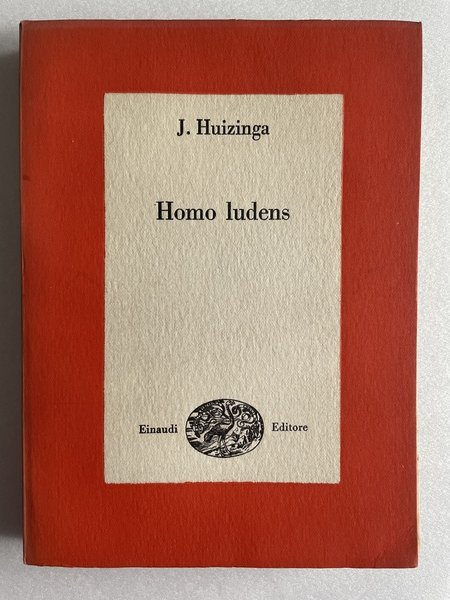 J. Huizinga
Homo ludens
Einaudi Editore